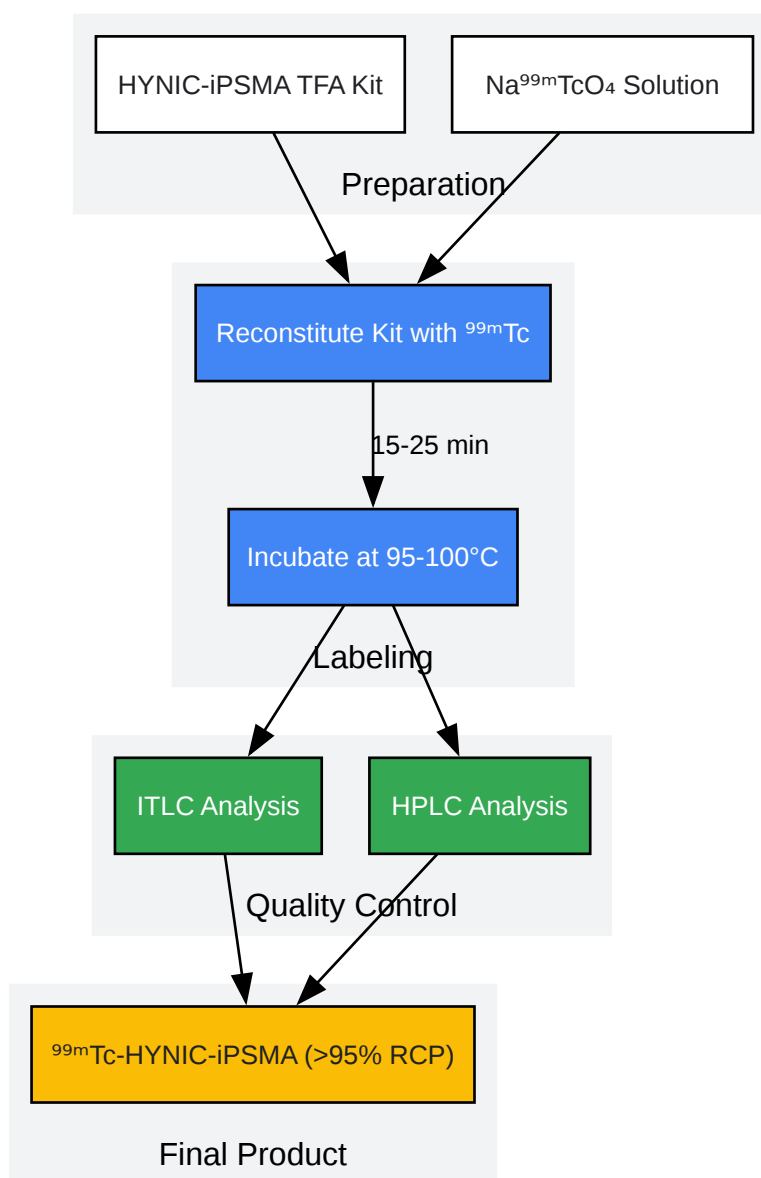 HYNIC-iPSMA TFA Kit
Na⁹⁹ᵐTcO₄ Solution
Preparation
Reconstitute Kit with ⁹⁹ᵐTc
15-25 min
Incubate at 95-100°C
Labeling
ITLC Analysis
HPLC Analysis
Quality Control
⁹⁹ᵐTc-HYNIC-iPSMA (>95% RCP)
Final Product